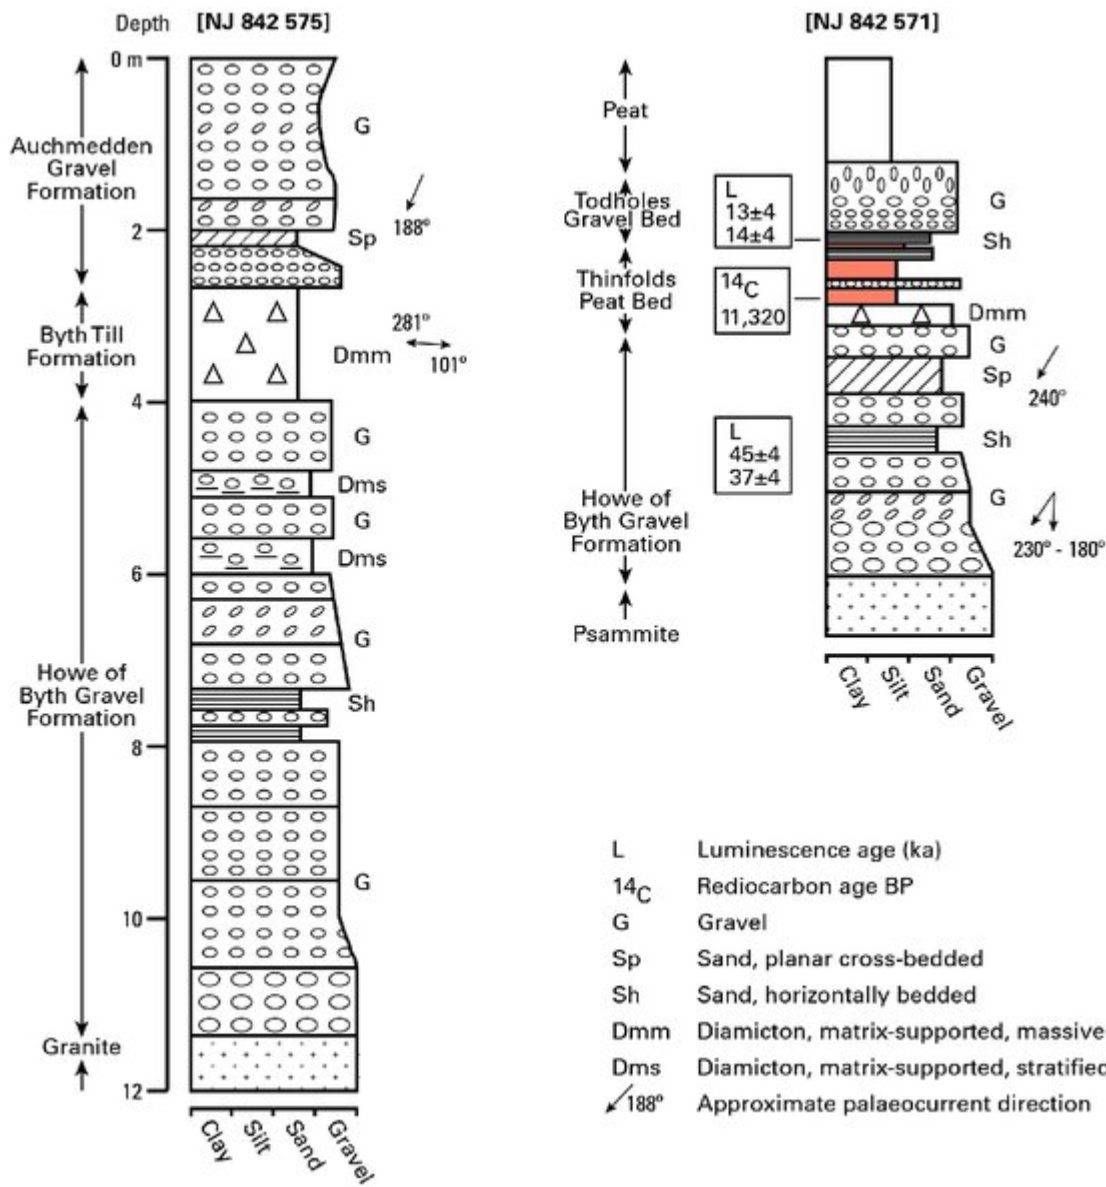 Depth [NJ 842 575]
0 m
Auchmedden
Gravel
Formation
G
188°
2
Sp
Byth Till
Formation
281°
Dmm
101°
4
G
Dms
G
Dms
6
G
Howe of
Byth Gravel
Formation
Sh
8
G
10
Granite
12
Clay
Silt
Sand
Gravel
[NJ 842 571]
Peat
Todholes
Gravel Bed
L
13±4
14±4
G
Sh
Thinfolds
Peat Bed
14C
11,320
Dmm
G
Sp
240°
L
45±4
37±4
Sh
Howe of
Byth Gravel
Formation
G
230° - 180°
Psammite
Clay
Silt
Sand
Gravel
L Luminescence age (ka)
14C Rediocarbon age BP
G Gravel
Sp Sand, planar cross-bedded
Sh Sand, horizontally bedded
Dmm Diamicton, matrix-supported, massive
Dms Diamicton, matrix-supported, stratified
188° Approximate palaeocurrent direction